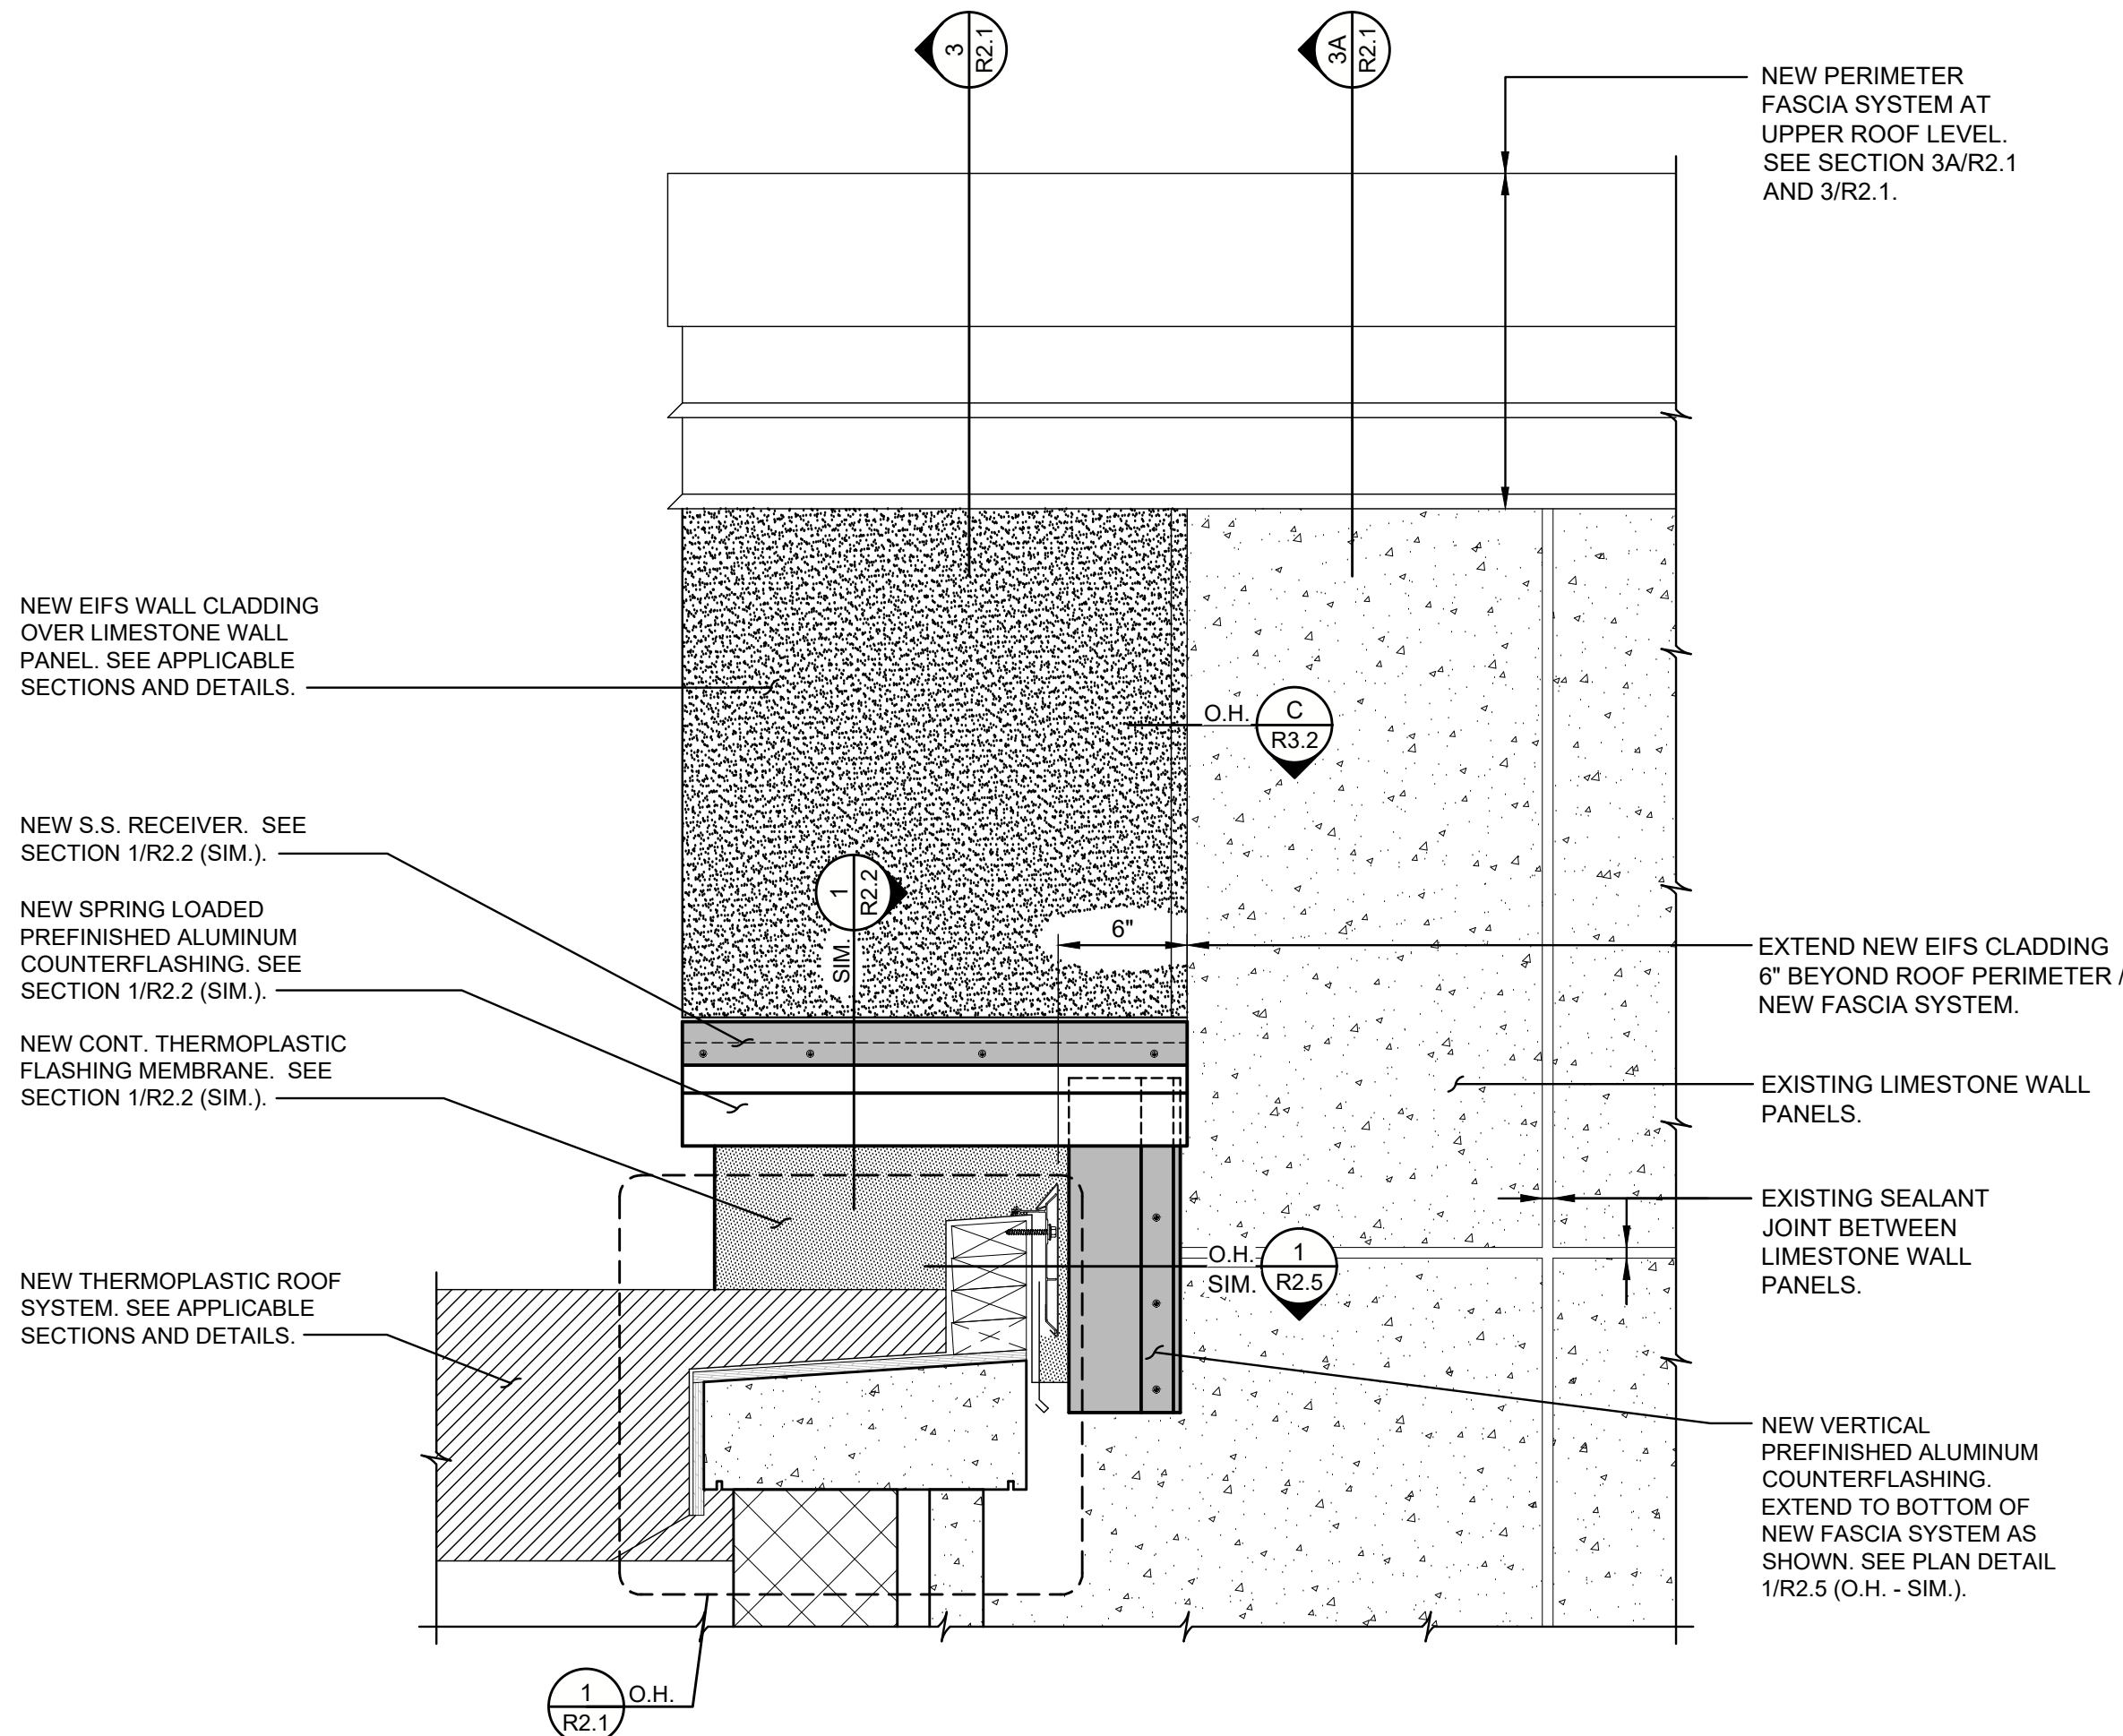 3
R2.1
3A
R2.1
NEW PERIMETER
FASCIA SYSTEM AT
UPPER ROOF LEVEL.
SEE SECTION 3A/R2.1
AND 3/R2.1.
NEW EIFS WALL CLADDING
OVER LIMESTONE WALL
PANEL. SEE APPLICABLE
SECTIONS AND DETAILS.
O.H.
C
R3.2
NEW S.S. RECEIVER. SEE
SECTION 1/R2.2 (SIM.).
1
R2.2
SIM.
6"
NEW SPRING LOADED
PREFINISHED ALUMINUM
COUNTERFLASHING. SEE
SECTION 1/R2.2 (SIM.).
EXTEND NEW EIFS CLADDING
6" BEYOND ROOF PERIMETER /
NEW FASCIA SYSTEM.
NEW CONT. THERMOPLASTIC
FLASHING MEMBRANE. SEE
SECTION 1/R2.2 (SIM.).
EXISTING LIMESTONE WALL
PANELS.
EXISTING SEALANT
JOINT BETWEEN
LIMESTONE WALL
PANELS.
O.H.
SIM.
1
R2.5
NEW THERMOPLASTIC ROOF
SYSTEM. SEE APPLICABLE
SECTIONS AND DETAILS.
NEW VERTICAL
PREFINISHED ALUMINUM
COUNTERFLASHING.
EXTEND TO BOTTOM OF
NEW FASCIA SYSTEM AS
SHOWN. SEE PLAN DETAIL
1/R2.5 (O.H. - SIM.).
1
R2.1
O.H.